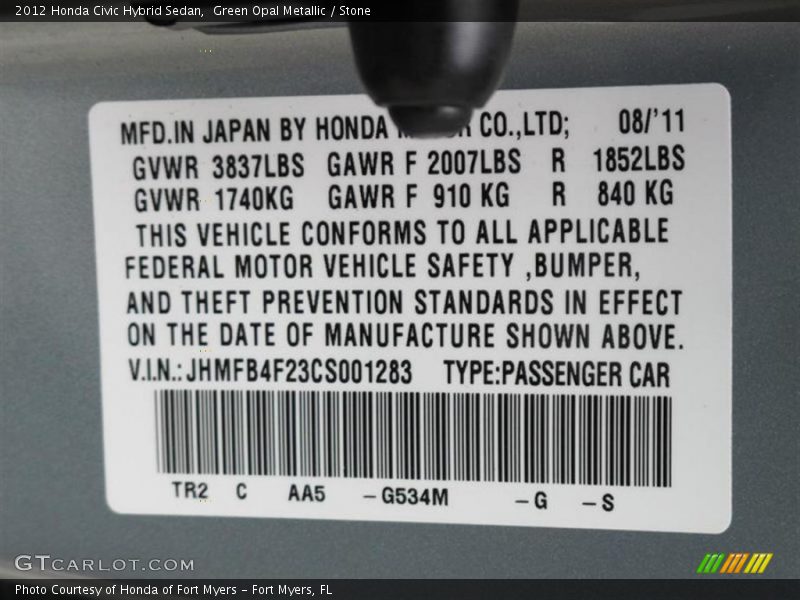 2012 Honda Civic Hybrid Sedan, Green Opal Metallic / Stone
MFD.IN JAPAN BY HONDA CO.,LTD; 08/'11
GVWR 3837LBS GAWR F 2007LBS R 1852LBS
GVWR 1740KG GAWR F 910 KG R 840 KG
THIS VEHICLE CONFORMS TO ALL APPLICABLE
FEDERAL MOTOR VEHICLE SAFETY ,BUMPER,
AND THEFT PREVENTION STANDARDS IN EFFECT
ON THE DATE OF MANUFACTURE SHOWN ABOVE.
V.I.N.: JHMFB4F23CS001283 TYPE:PASSENGER CAR
TR2 C AA5 -G534M -G -S
GTCARLOT.COM
Photo Courtesy of Honda of Fort Myers - Fort Myers, FL